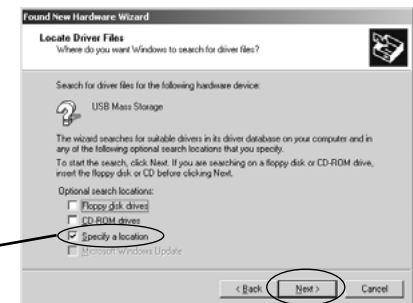 Found New Hardware Wizard
Locate Driver Files
Where do you want Windows to search for driver files?
Search for driver files for the following hardware device:
USB Mass Storage
The wizard searches for suitable drivers in its driver database on your computer and in
any of the following optional search locations that you specify.
To start the search, click Next. If you are searching on a floppy disk or CD-ROM drive,
insert the floppy disk or CD before clicking Next.
Optional search locations:
Floppy disk drives
CD-ROM drives
Specify a location
Microsoft Windows Update
< Back Next > Cancel